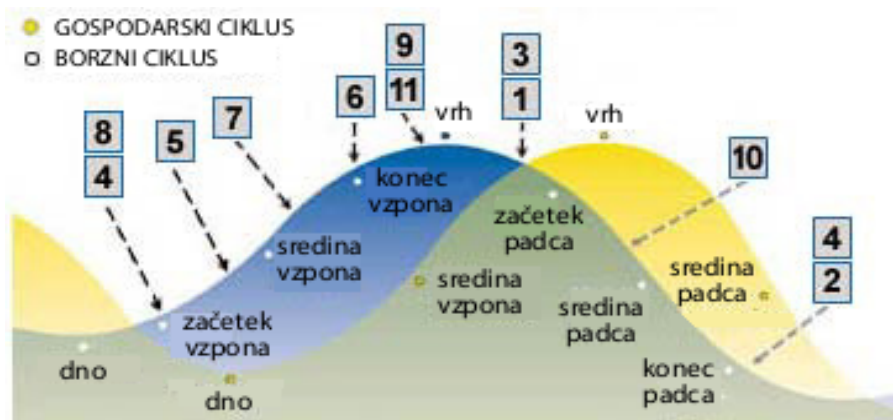 GOSPODARSKI CIKLUS
BORZNI CIKLUS
9
3
6
11
1
vrh
vrh
8
5
7
10
4
konec
vzpona
začetek
padca
4
2
sredina
vzpona
sredina
vzpona
sredina
padca
sredina
padca
začetek
vzpona
dno
dno
konec
padca